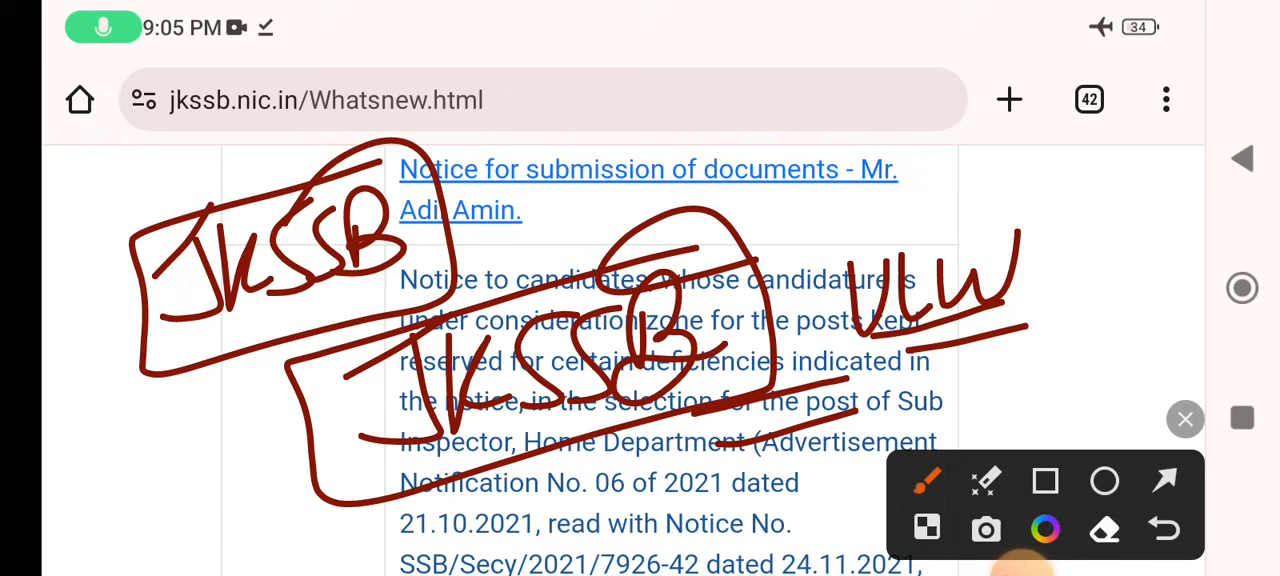 9:05 PM
34
jkssb.nic.in/Whatsnew.html
42
Notice for submission of documents - Mr.
Adil Amin.
JKSSB
Notice to candidates, whose candidature is
under consideration zone for the posts kept
reserved for certain deficiencies indicated in
the notice, in the selection for the post of Sub
Inspector, Home Department (Advertisement
Notification No. 06 of 2021 dated
21.10.2021, read with Notice No.
SSB/Secy/2021/7926-42 dated 24.11.2021,
JKSSB
VLW